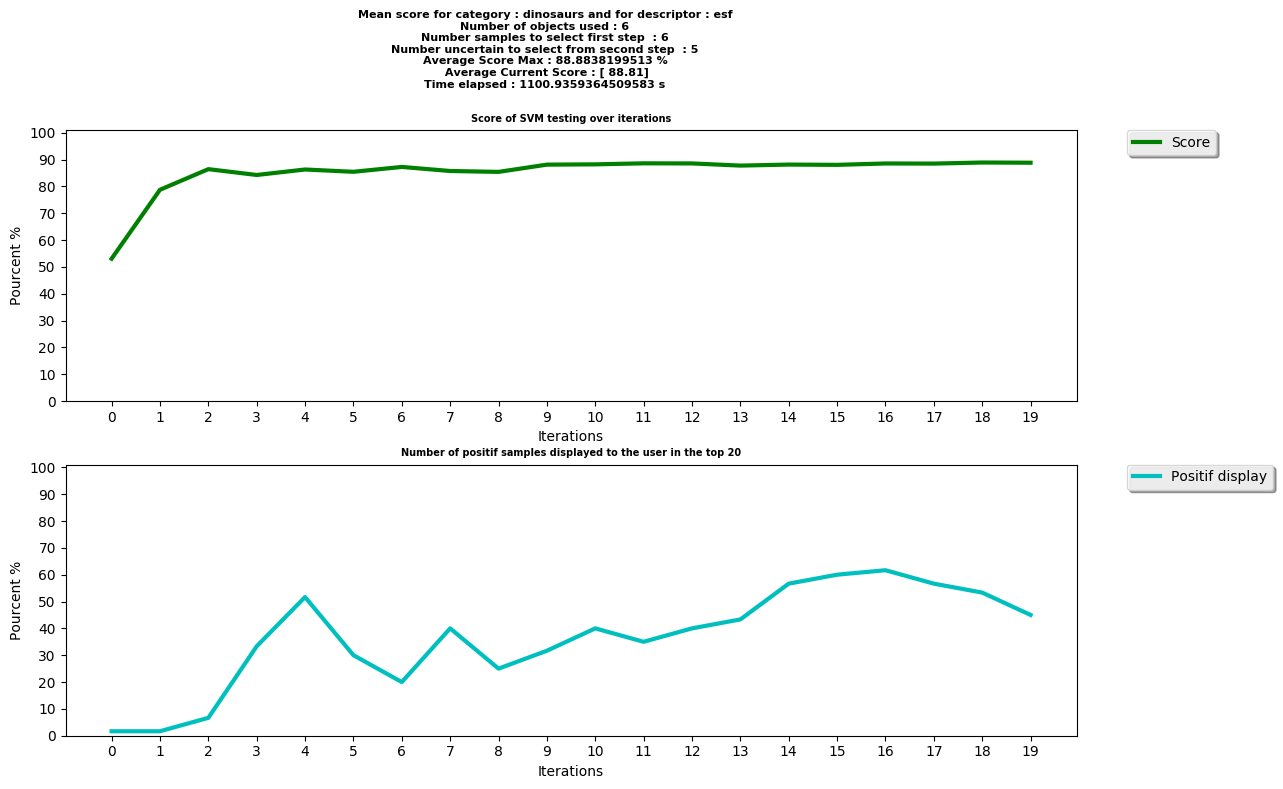 Mean score for category : dinosaurs and for descriptor : esf
Number of objects used : 6
Number samples to select first step  : 6
Number uncertain to select from second step  : 5
Average Score Max : 88.8838199513 %
Average Current Score : [ 88.81]
Time elapsed : 1100.9359364509583 s
Score of SVM testing over iterations
100
90
80
70
60
50
40
30
20
10
0
Pourcent %
0 1 2 3 4 5 6 7 8 9 10 11 12 13 14 15 16 17 18 19
Iterations
Score
Number of positif samples displayed to the user in the top 20
100
90
80
70
60
50
40
30
20
10
0
Pourcent %
0 1 2 3 4 5 6 7 8 9 10 11 12 13 14 15 16 17 18 19
Iterations
Positif display